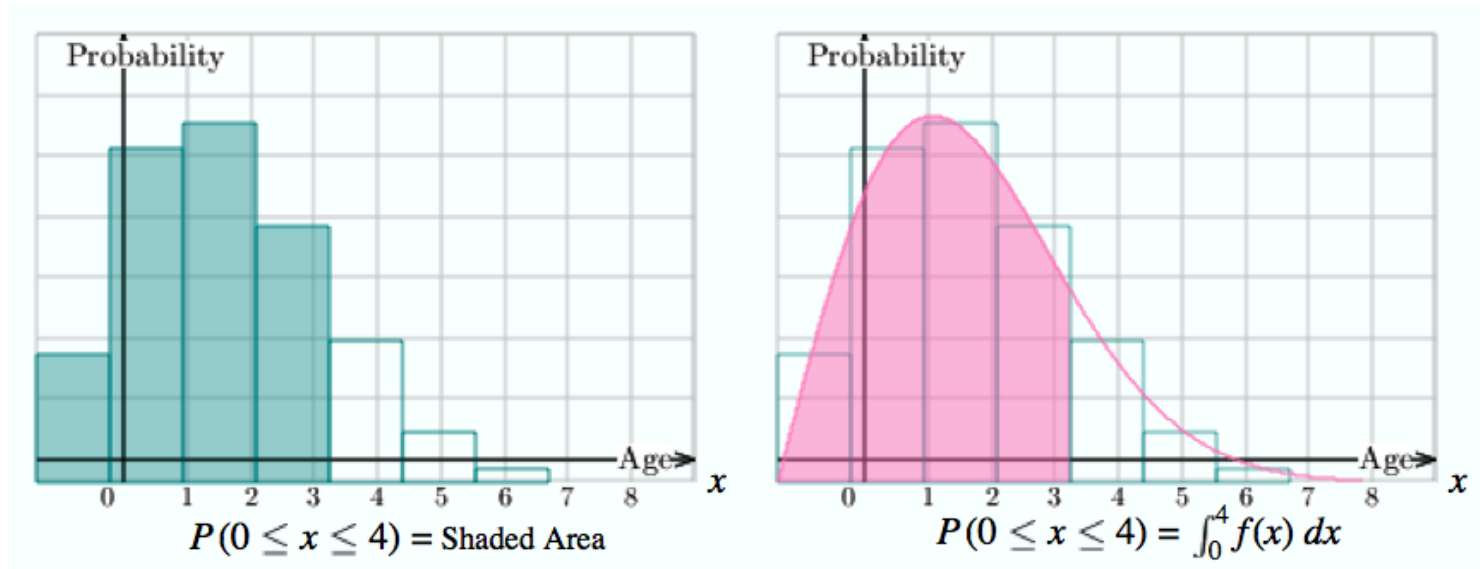 Probability
Age
x
0 1 2 3 4 5 6 7 8
P(0 ≤ x ≤ 4) = Shaded Area
Probability
Age
x
0 1 2 3 4 5 6 7 8
P(0 ≤ x ≤ 4) = ∫₀⁴ f(x) dx